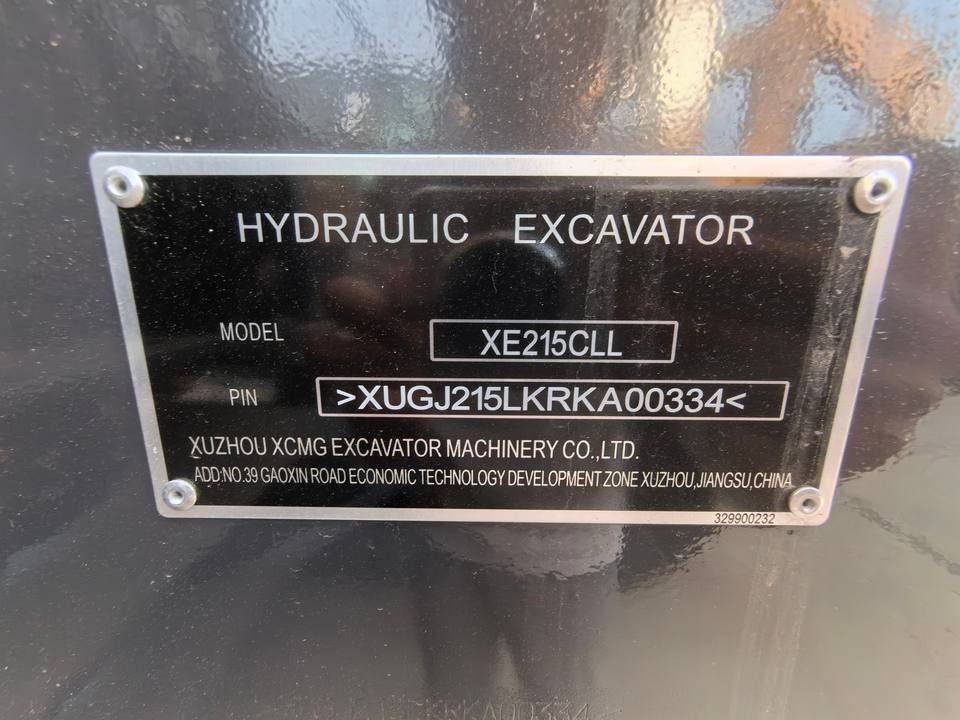 HYDRAULIC EXCAVATOR
MODEL XE215CLL
PIN >XUGJ215LKRKA00334<
XUZHOU XCMG EXCAVATOR MACHINERY CO.,LTD.
ADD:NO.39 GAOXIN ROAD ECONOMIC TECHNOLOGY DEVELOPMENT ZONE XUZHOU,JIANGSU,CHINA
329900232